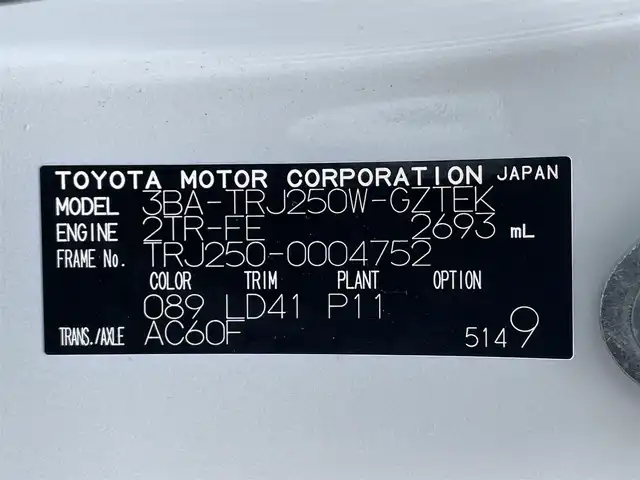 TOYOTA MOTOR CORPORATION JAPAN
MODEL 3BA-TRJ250W-GZTEK
ENGINE 2TR-FE 2693 mL
FRAME No. TRJ250-0004752
COLOR TRIM PLANT OPTION
089 LD41 P11
TRANS./AXLE AC60F 5149